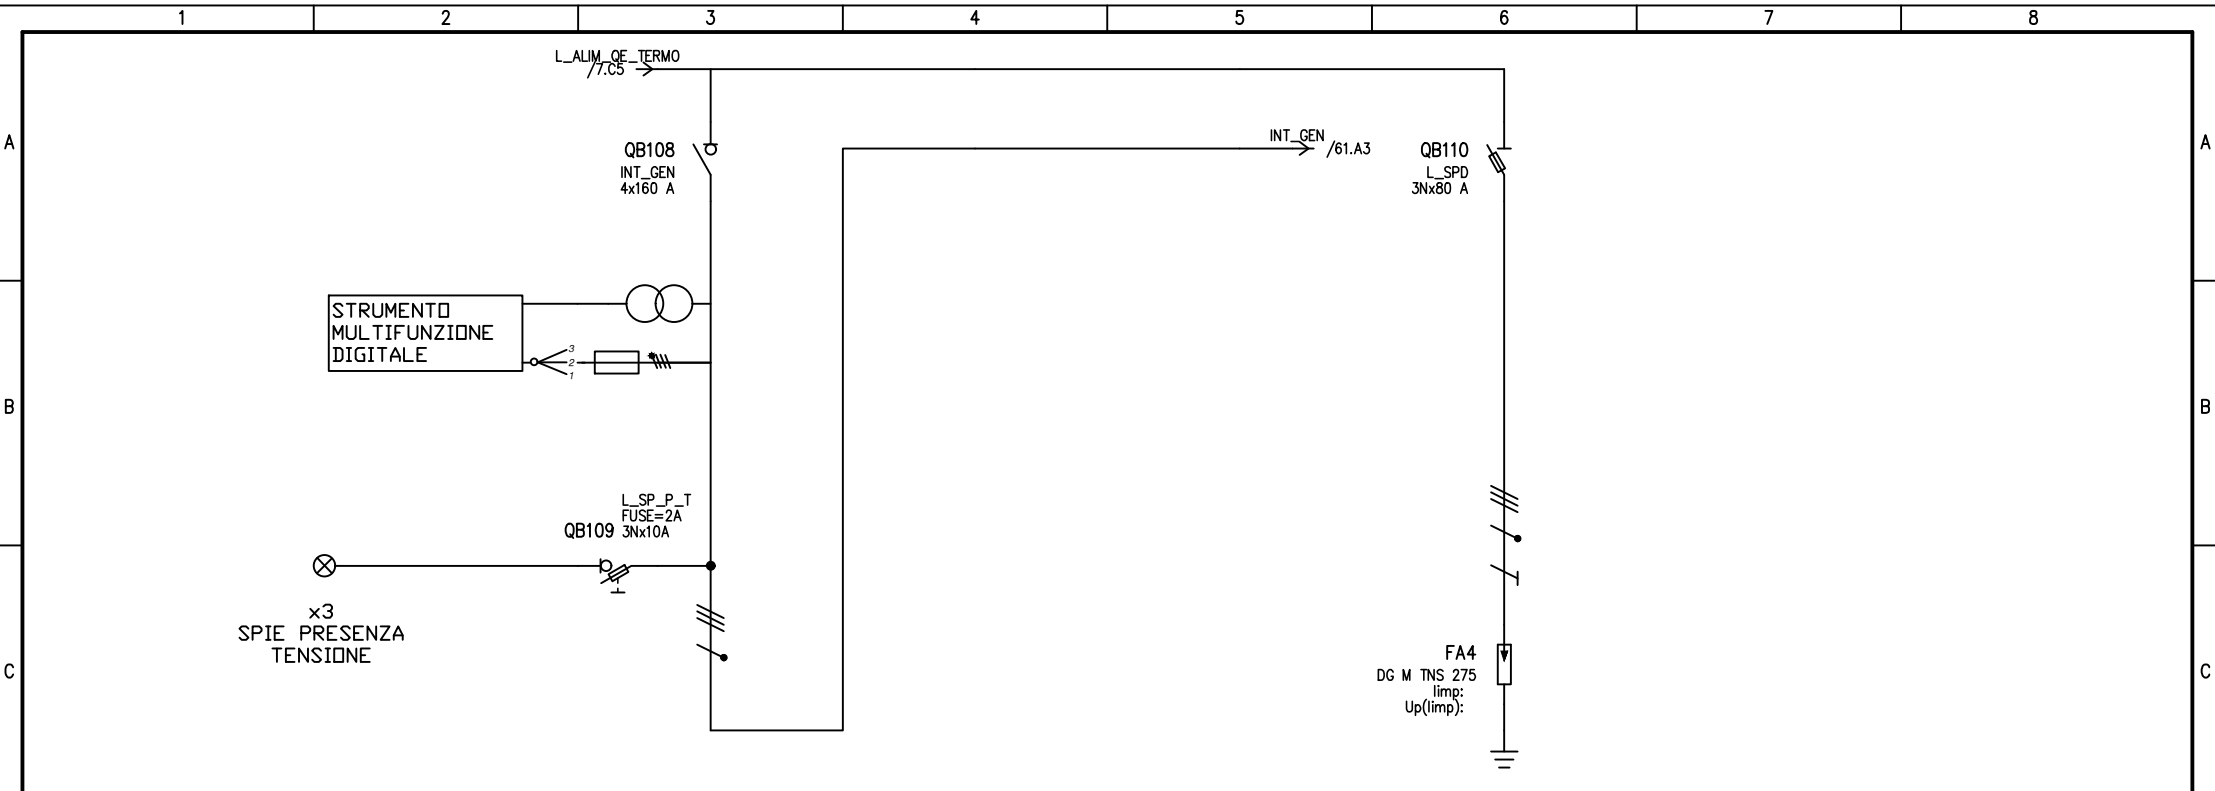 1 2 3 4 5 6 7 8
L_ALIM_QE_TERMO
/7.C5
A
QB108
INT_GEN
4x160 A
INT_GEN
/61.A3
QB110
L_SPD
3Nx80 A
A
STRUMENTO
MULTIFUNZIONE
DIGITALE
3
2
1
B
B
L_SP_P_T
FUSE=2A
QB109 3Nx10A
x3
SPIE PRESENZA
TENSIONE
C
FA4
DG M TNS 275
Iimp:
Up(Iimp):
C